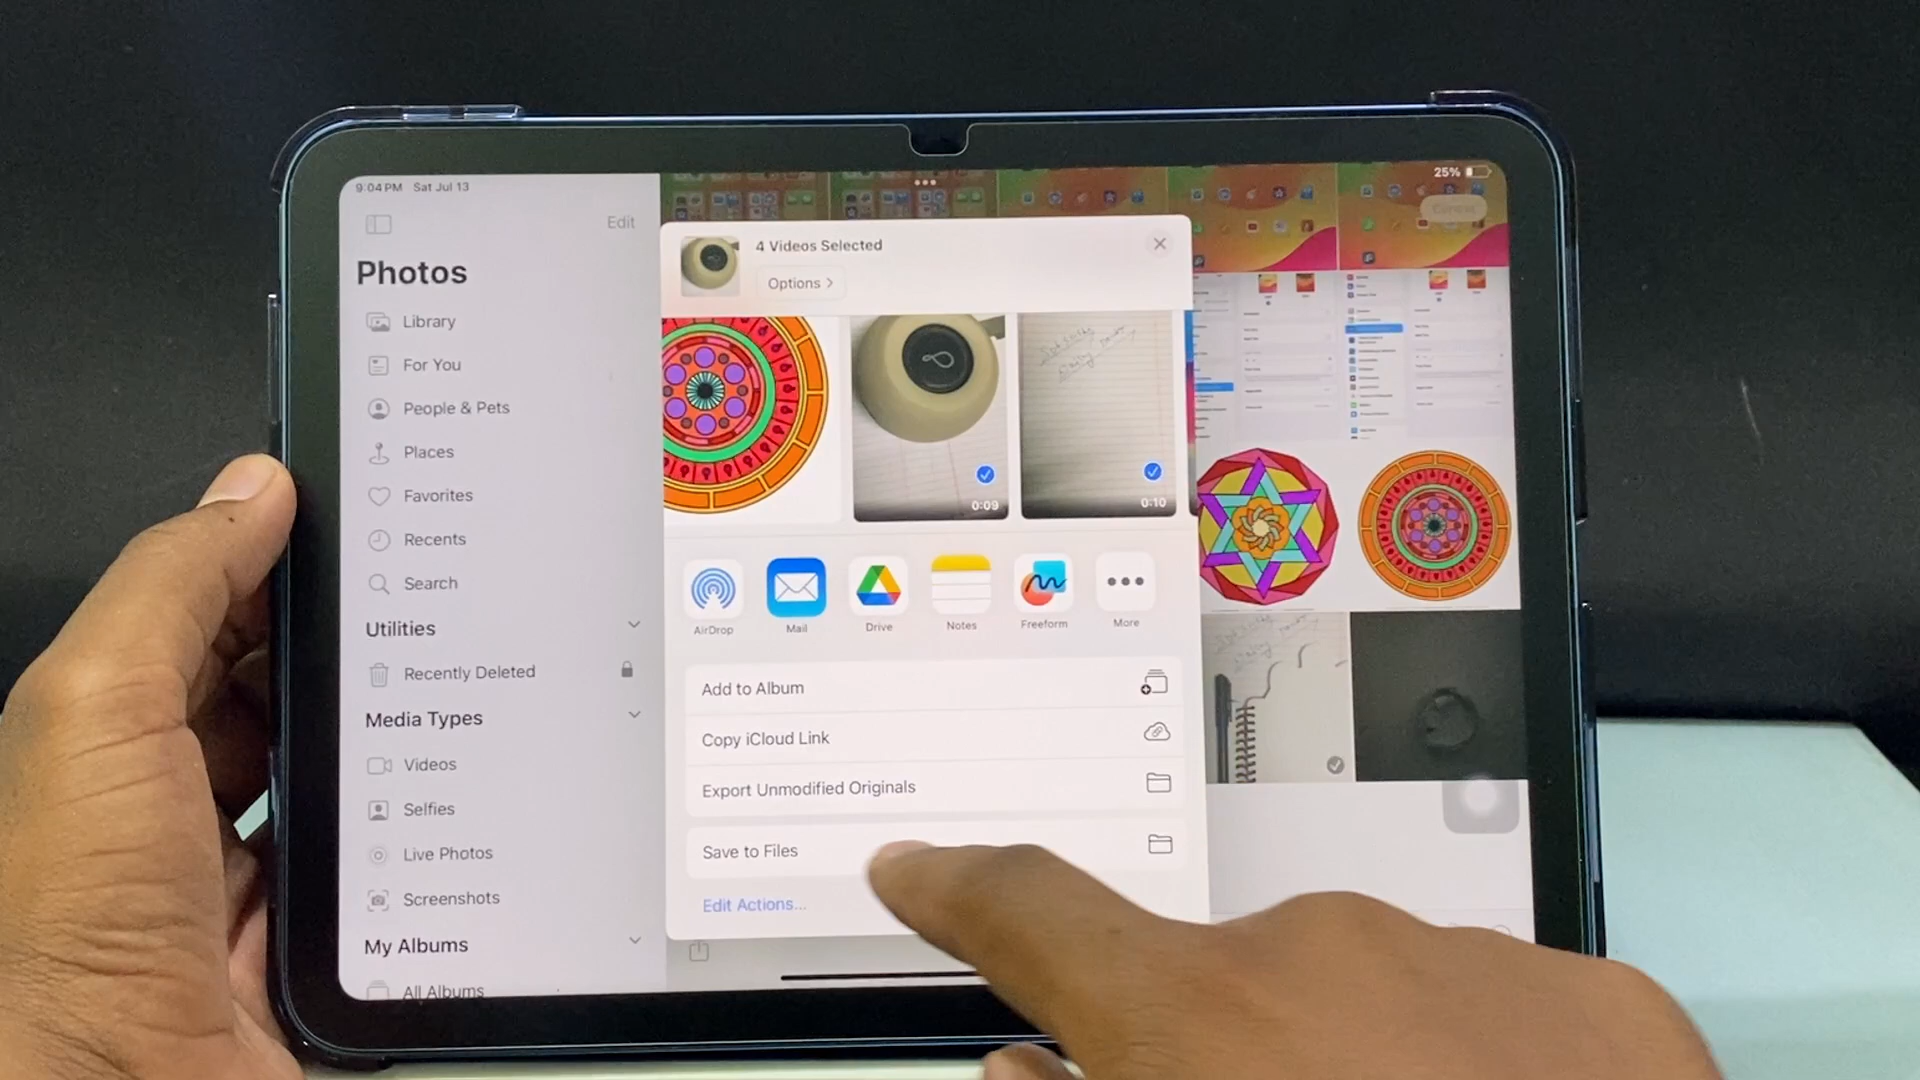 9:04 PM Sat Jul 13
25%
Edit
Photos
Library
For You
People & Pets
Places
Favorites
Recents
Search
Utilities
Recently Deleted
Media Types
Videos
Selfies
Live Photos
Screenshots
My Albums
All Albums
4 Videos Selected
Options >
0:09
0:10
AirDrop
Mail
Drive
Notes
Freeform
More
Add to Album
Copy iCloud Link
Export Unmodified Originals
Save to Files
Edit Actions...